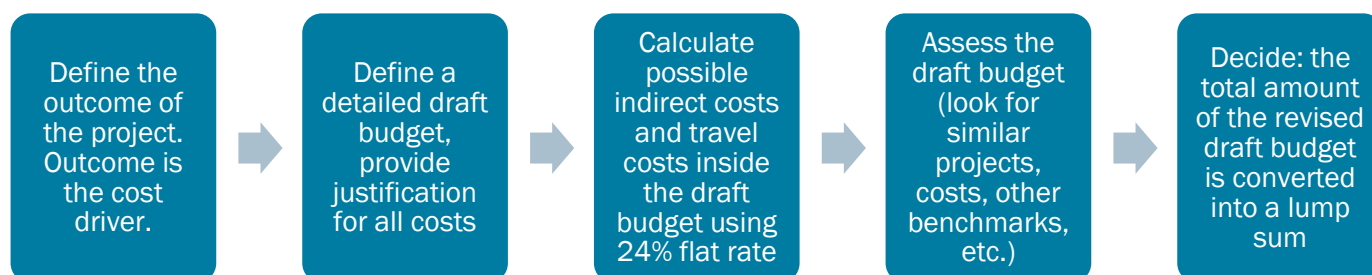 Define the
outcome of
the project.
Outcome is
the cost
driver.
Define a
detailed draft
budget,
provide
justification
for all costs
Calculate
possible
indirect costs
and travel
costs inside
the draft
budget using
24% flat rate
Assess the
draft budget
(look for
similar
projects,
costs, other
benchmarks,
etc.)
Decide: the
total amount
of the revised
draft budget
is converted
into a lump
sum